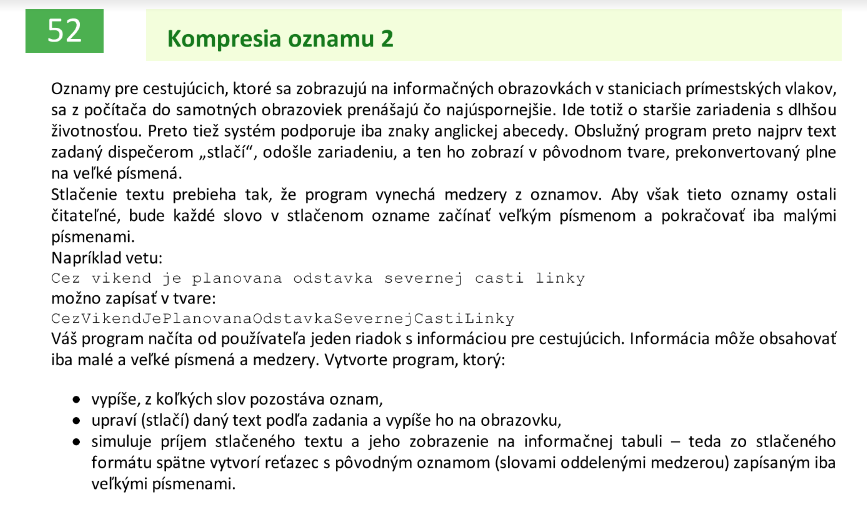 52
Kompresia oznamu 2
Oznamy pre cestujúcich, ktoré sa zobrazujú na informačných obrazovkách v staniciach prímestských vlakov,
sa z počítača do samotných obrazoviek prenášajú čo najúspornejšie. Ide totiž o staršie zariadenia s dlhšou
životnosťou. Preto tiež systém podporuje iba znaky anglickej abecedy. Obslužný program preto najprv text
zadaný dispečerom „stlačí“, odošle zariadeniu, a ten ho zobrazí v pôvodnom tvare, prekonvertovaný plne
na veľké písmená.
Stlačenie textu prebieha tak, že program vynechá medzery z oznamov. Aby však tieto oznamy ostali
čitateľné, bude každé slovo v stlačenom ozname začínať veľkým písmenom a pokračovať iba malými
písmenami.
Napríklad vetu:
Cez vikend je planovana odstavka severnej casti linky
možno zapísať v tvare:
CezVikendJePlanovanaOdstavkaSevernejCastiLinky
Váš program načíta od používateľa jeden riadok s informáciou pre cestujúcich. Informácia môže obsahovať
iba malé a veľké písmená a medzery. Vytvorte program, ktorý:
● vypíše, z koľkých slov pozostáva oznam,
● upraví (stlačí) daný text podľa zadania a vypíše ho na obrazovku,
● simuluje príjem stlačeného textu a jeho zobrazenie na informačnej tabuli – teda zo stlačeného
formátu spätne vytvorí reťazec s pôvodným oznamom (slovami oddelenými medzerou) zapísaným iba
veľkými písmenami.